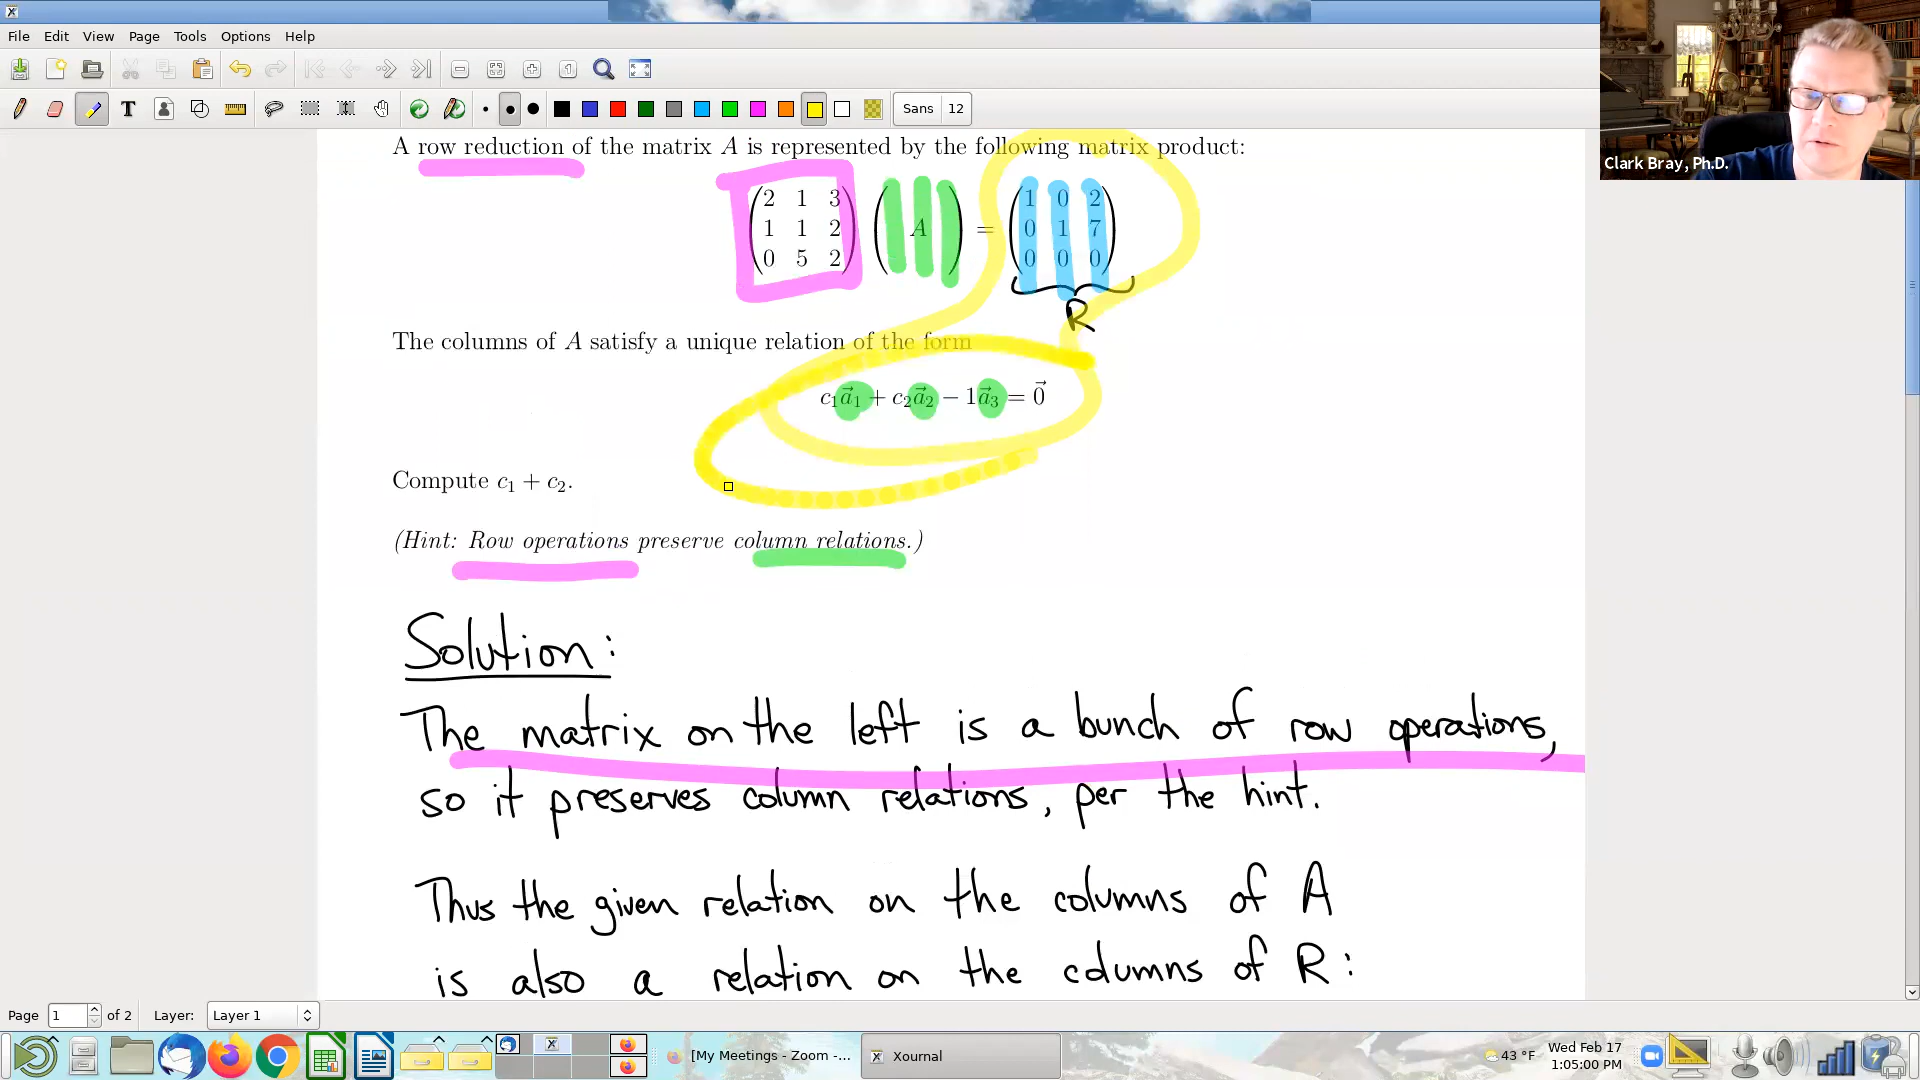 File Edit View Page Tools Options Help
Sans 12
Clark Bray, Ph.D.
A row reduction of the matrix A is represented by the following matrix product:
2 1 3 1 0 2
1 1 2 A = 0 1 7
0 5 2 0 0 0
R
The columns of A satisfy a unique relation of the form
c₁a⃗₁ + c₂a⃗₂ − 1a⃗₃ = 0⃗
Compute c₁ + c₂.
(Hint: Row operations preserve column relations.)
Solution:
The matrix on the left is a bunch of row operations,
so it preserves column relations, per the hint.
Thus the given relation on the columns of A
is also a relation on the columns of R:
Page 1 of 2 Layer: Layer 1
[My Meetings - Zoom -... Xournal 43 °F Wed Feb 17
1:05:00 PM